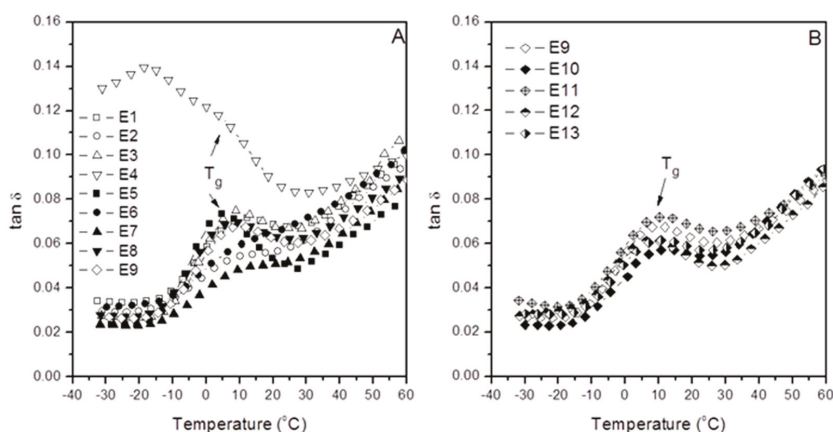 A
tan δ
0.16
0.14
0.12
0.10
0.08
0.06
0.04
0.02
0.00
E1
E2
E3
E4
E5
E6
E7
E8
E9
Tg
-40 -30 -20 -10 0 10 20 30 40 50 60
Temperature (°C)
B
tan δ
0.16
0.14
0.12
0.10
0.08
0.06
0.04
0.02
0.00
E9
E10
E11
E12
E13
Tg
-40 -30 -20 -10 0 10 20 30 40 50 60
Temperature (°C)